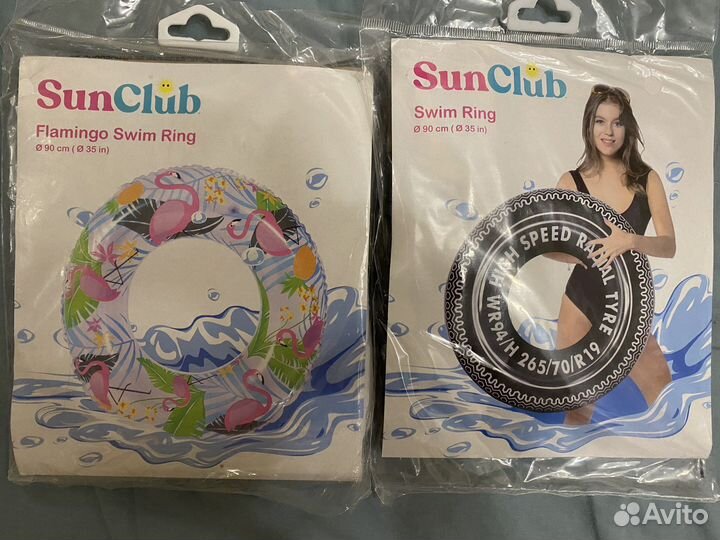 SunClub
Flamingo Swim Ring
Ø 90 cm ( Ø 35 in)
SunClub
Swim Ring
Ø 90 cm ( Ø 35 in)
HIGH SPEED RADIAL TYRE
WR94/H 265/70/R19
Avito